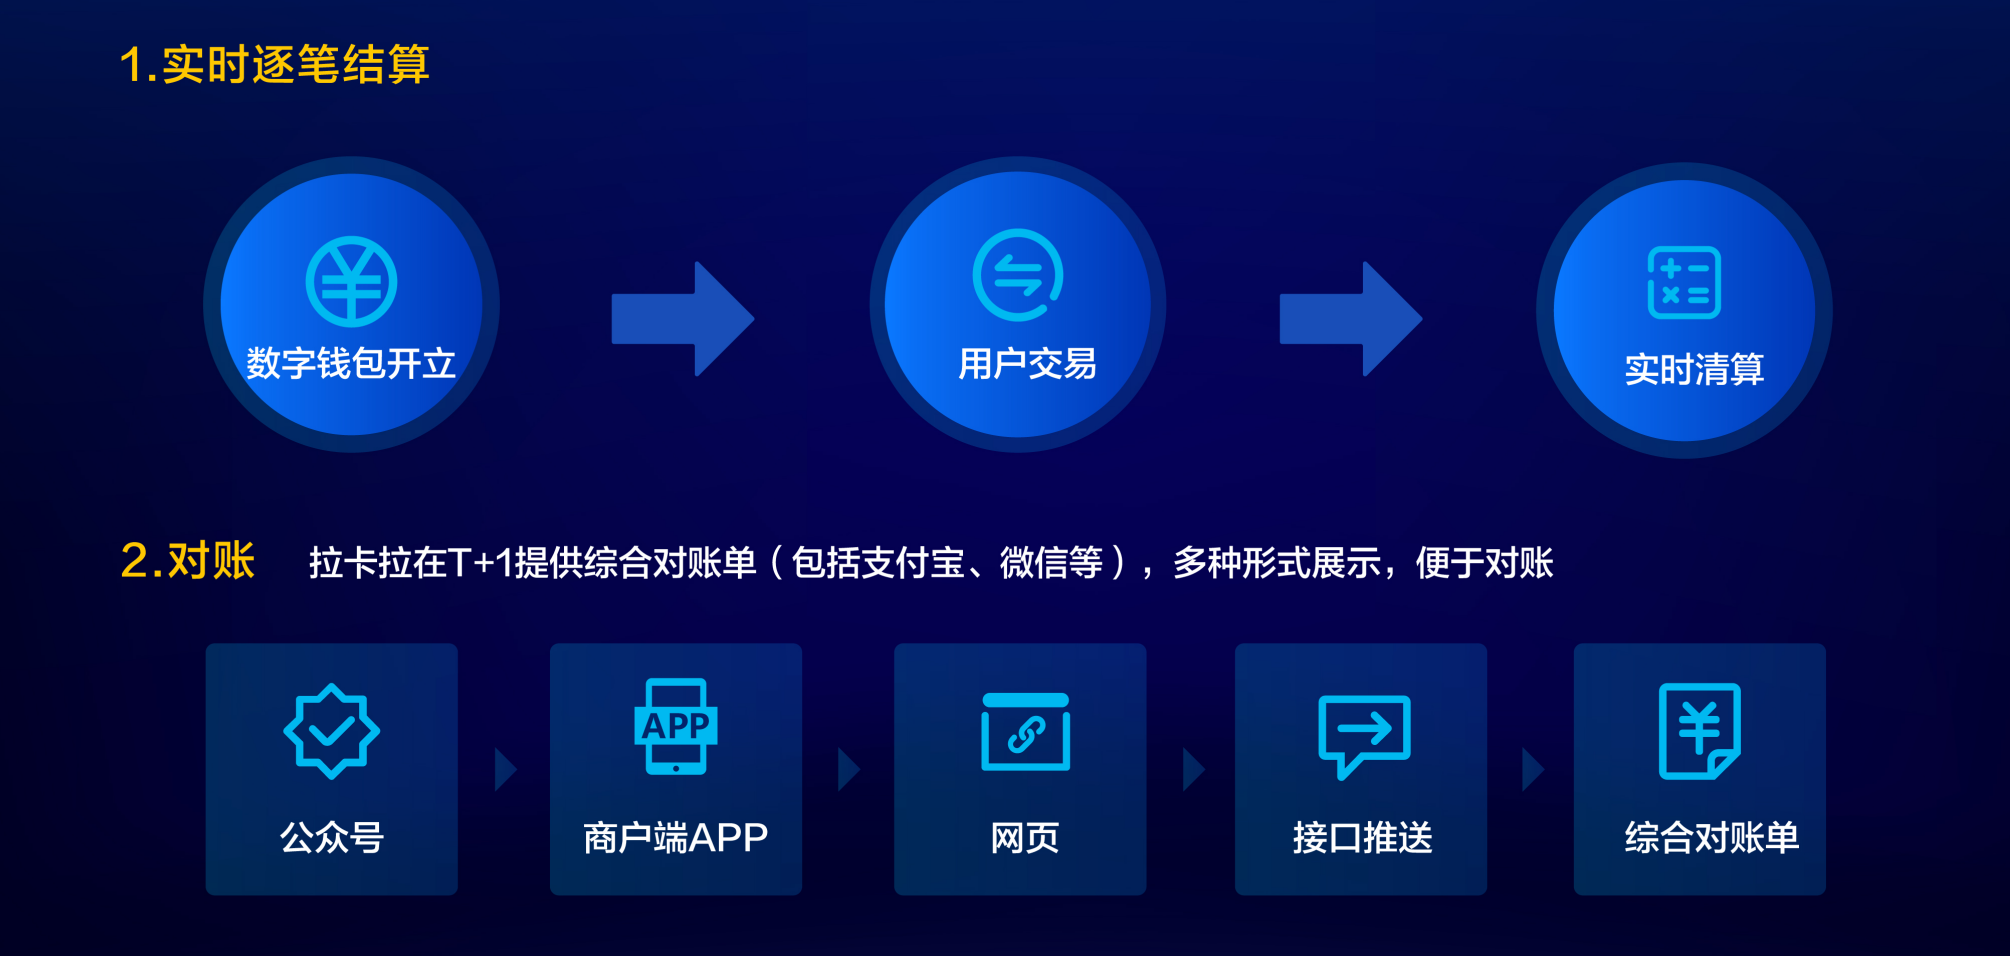 1.实时逐笔结算
数字钱包开立
用户交易
实时清算
2.对账
拉卡拉在T+1提供综合对账单（包括支付宝、微信等），多种形式展示，便于对账
APP
公众号
商户端APP
网页
接口推送
综合对账单